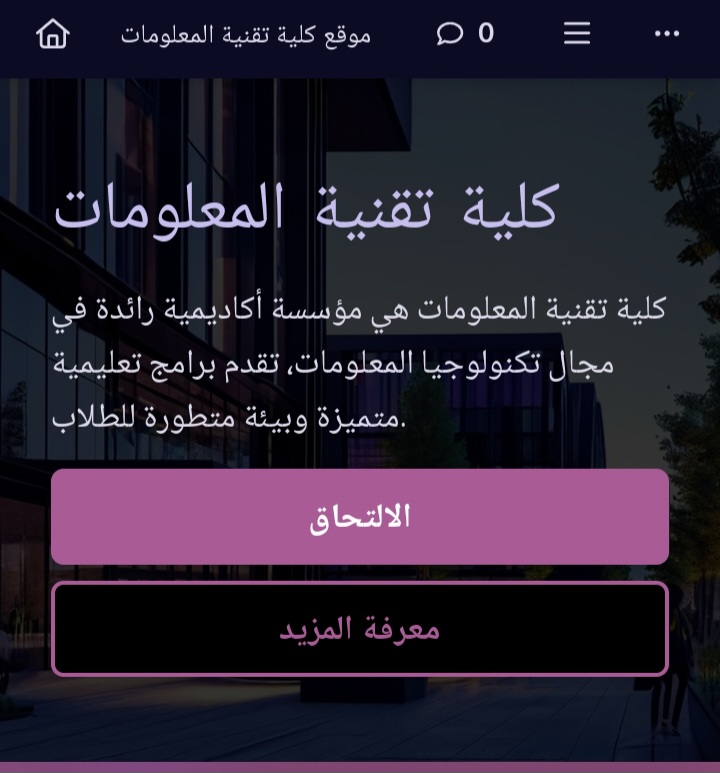 موقع كلية تقنية المعلومات
0
كلية تقنية المعلومات
كلية تقنية المعلومات هي مؤسسة أكاديمية رائدة في
مجال تكنولوجيا المعلومات، تقدم برامج تعليمية
متميزة وبيئة متطورة للطلاب.
الالتحاق
معرفة المزيد